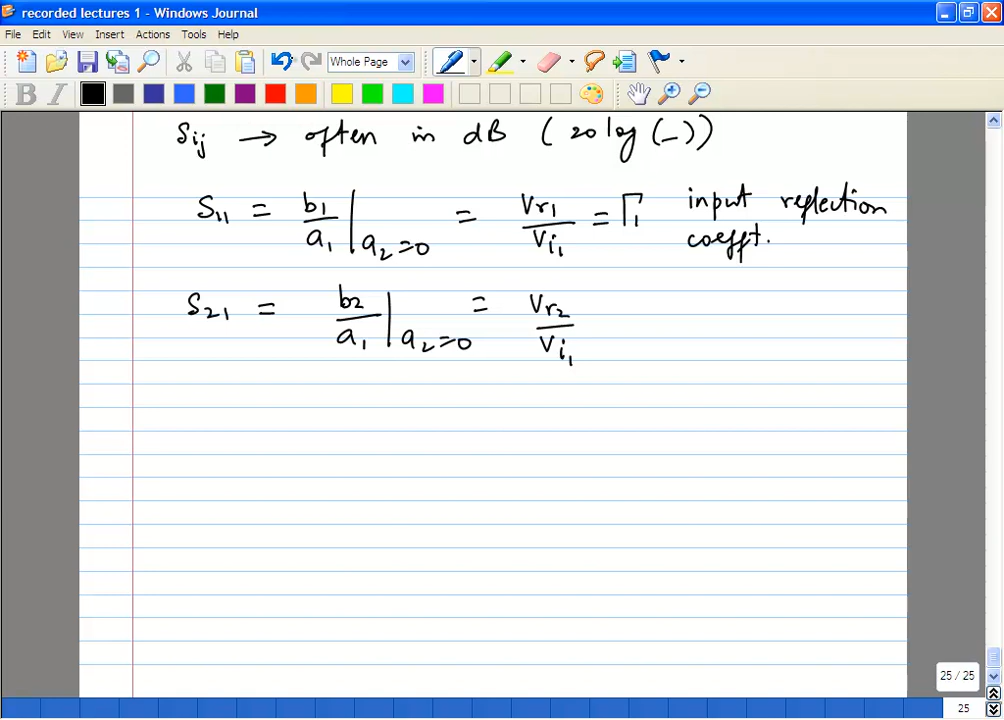 recorded lectures 1 - Windows Journal
File Edit View Insert Actions Tools Help
Whole Page
B I
Sij → often in dB (20 log (_))
S11 = b1/a1 | a2=0 = Vr1/Vi1 = Γ1 input reflection
coefft.
S21 = b2/a1 | a2=0 = Vr2/Vi1
25 / 25
25